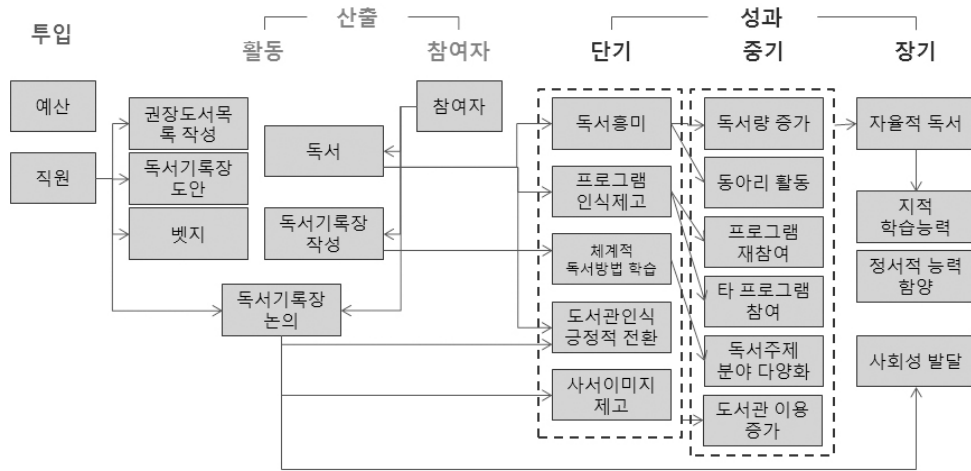 투입
산출
활동
참여자
성과
단기
중기
장기
예산
직원
권장도서목
록 작성
독서기록장
도안
벳지
참여자
독서
독서기록장
작성
독서기록장
논의
독서흥미
프로그램
인식제고
체계적
독서방법 학습
도서관인식
긍정적 전환
사서이미지
제고
독서량 증가
동아리 활동
프로그램
재참여
타 프로그램
참여
독서주제
분야 다양화
도서관 이용
증가
자율적 독서
지적
학습능력
정서적 능력
함양
사회성 발달